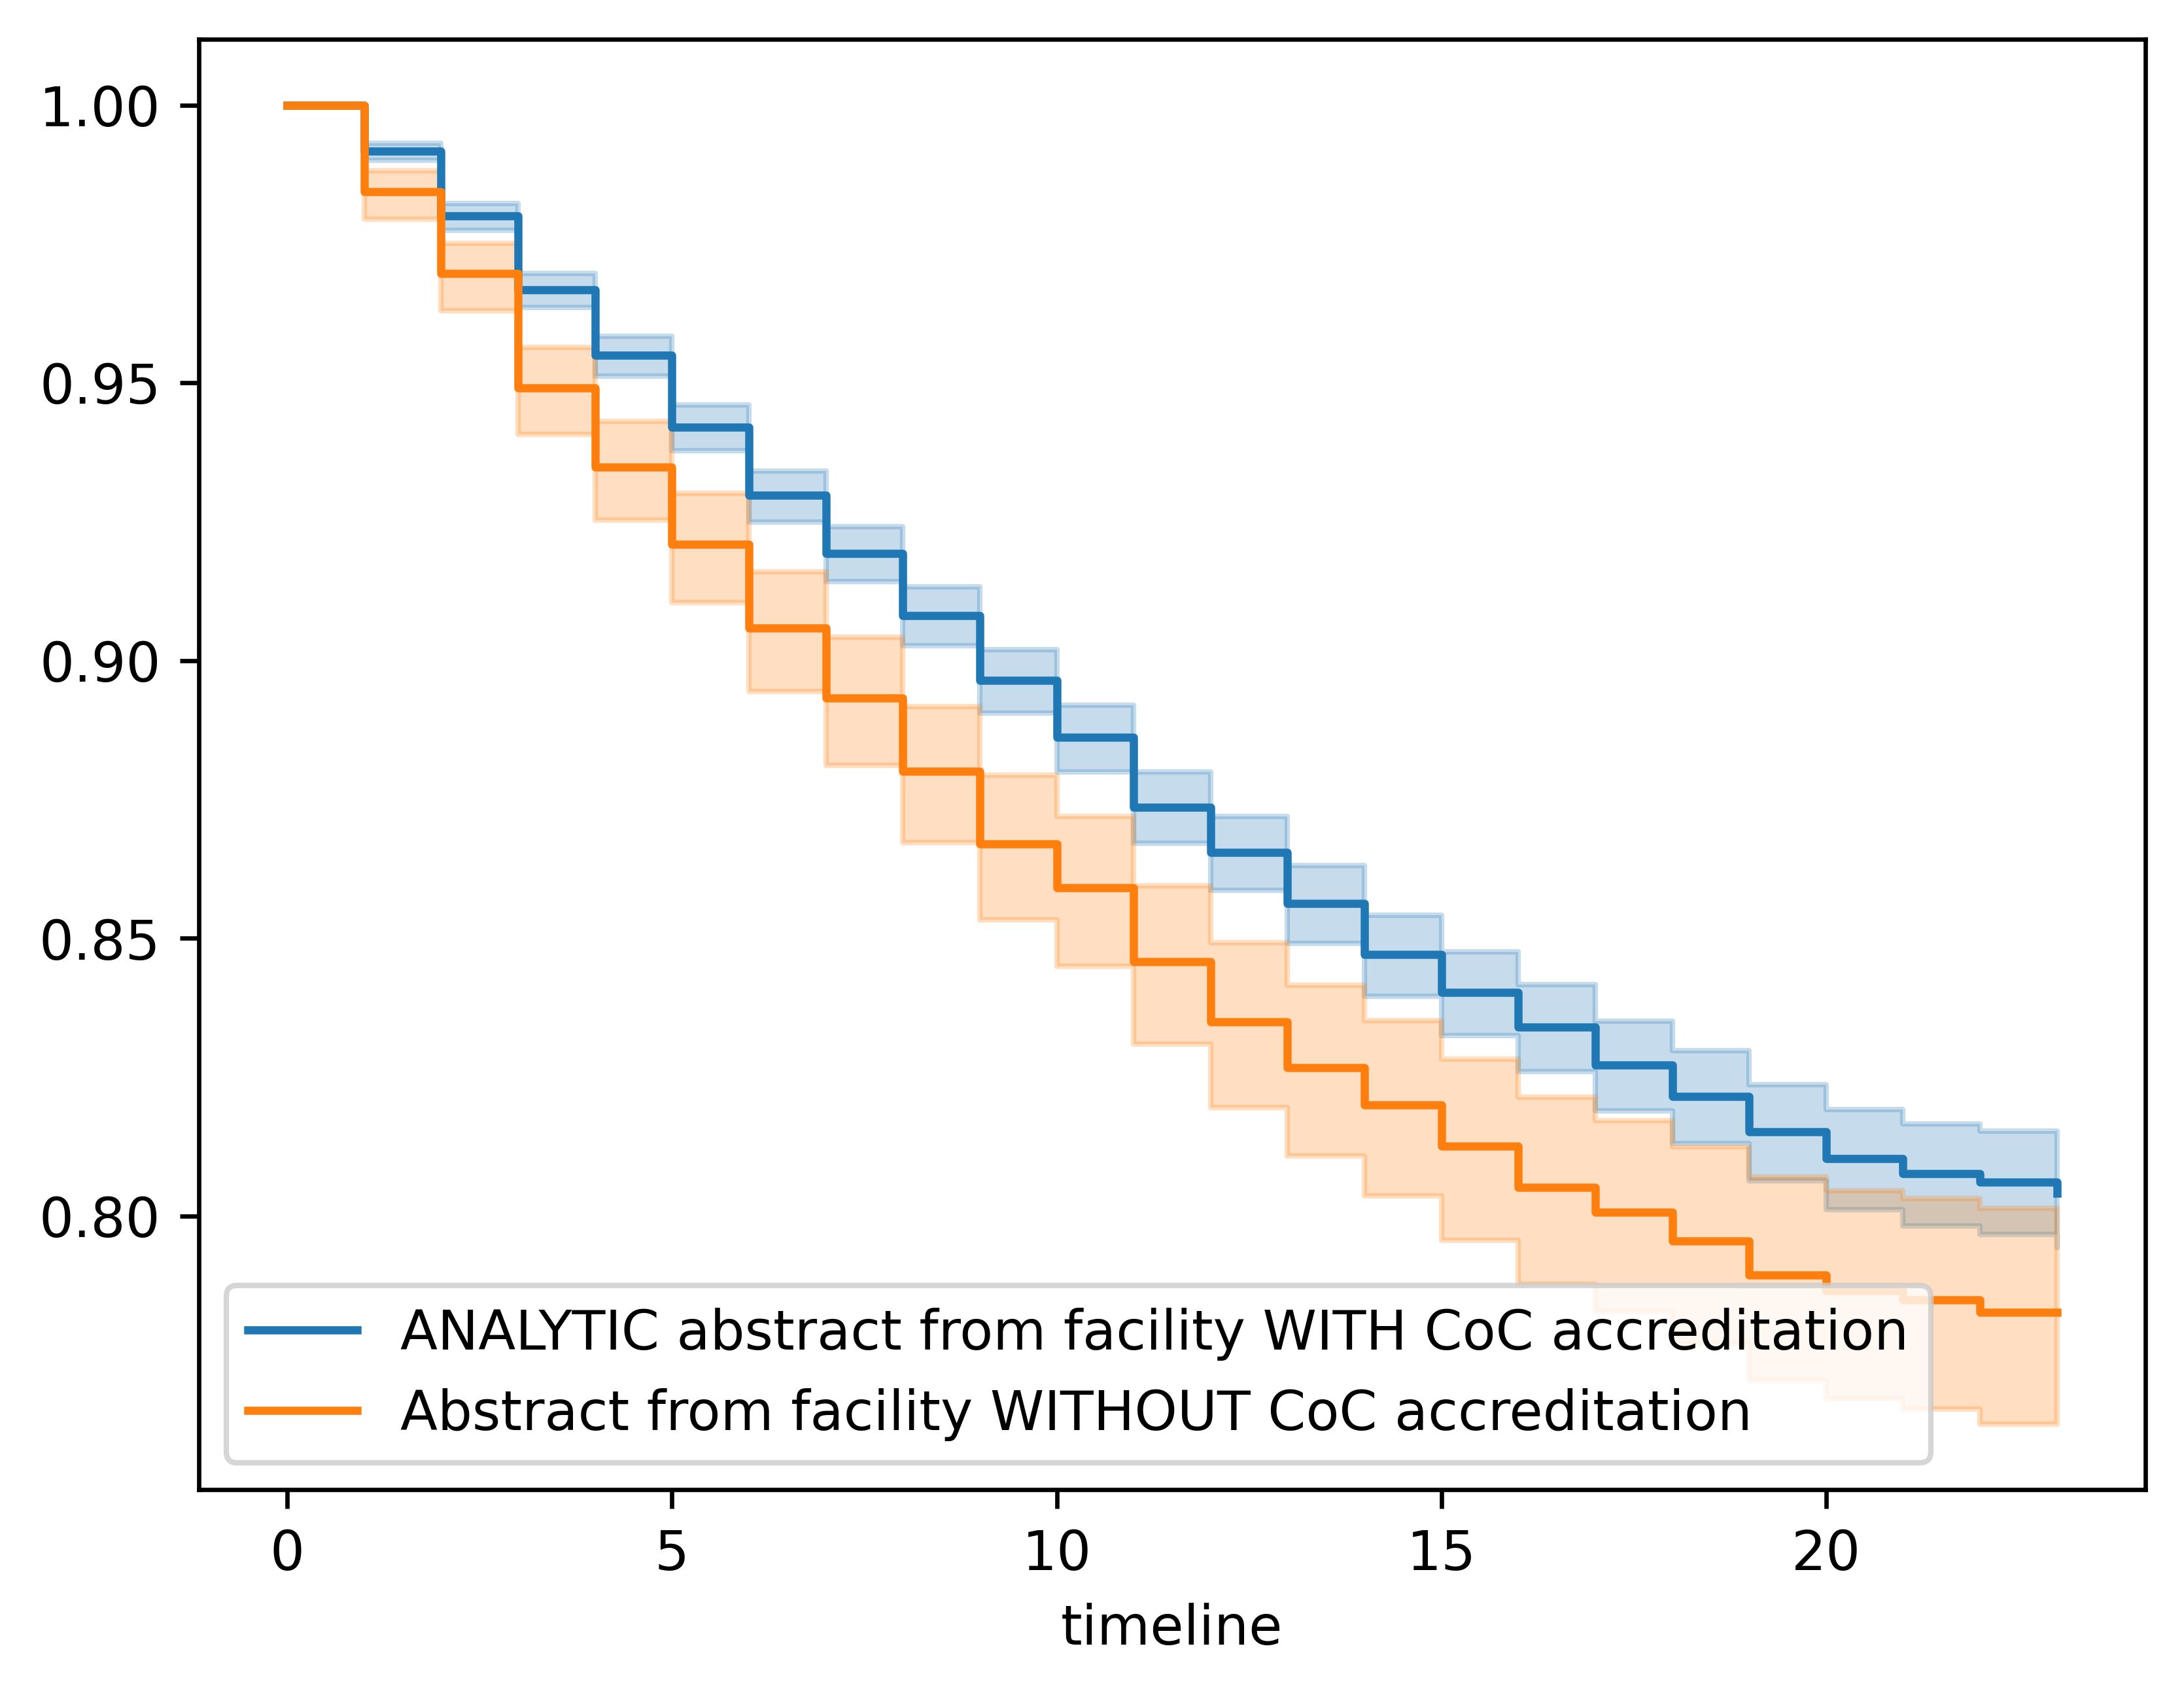 1.00
0.95
0.90
0.85
0.80
ANALYTIC abstract from facility WITH CoC accreditation
Abstract from facility WITHOUT CoC accreditation
0 5 10 15 20
timeline